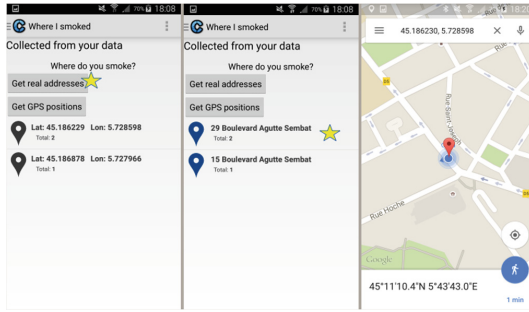 70% 18:08
Where I smoked
Collected from your data
Where do you smoke?
Get real addresses
Get GPS positions
Lat: 45.186229 Lon: 5.728598
Total: 2
Lat: 45.186878 Lon: 5.727966
Total: 1
70% 18:08
Where I smoked
Collected from your data
Where do you smoke?
Get real addresses
Get GPS positions
29 Boulevard Agutte Sembat
Total: 2
15 Boulevard Agutte Sembat
Total: 1
45.186230, 5.728598
Rue Saint-Joseph
Rue Hoche
Google
45°11'10.4"N 5°43'43.0"E
1 min